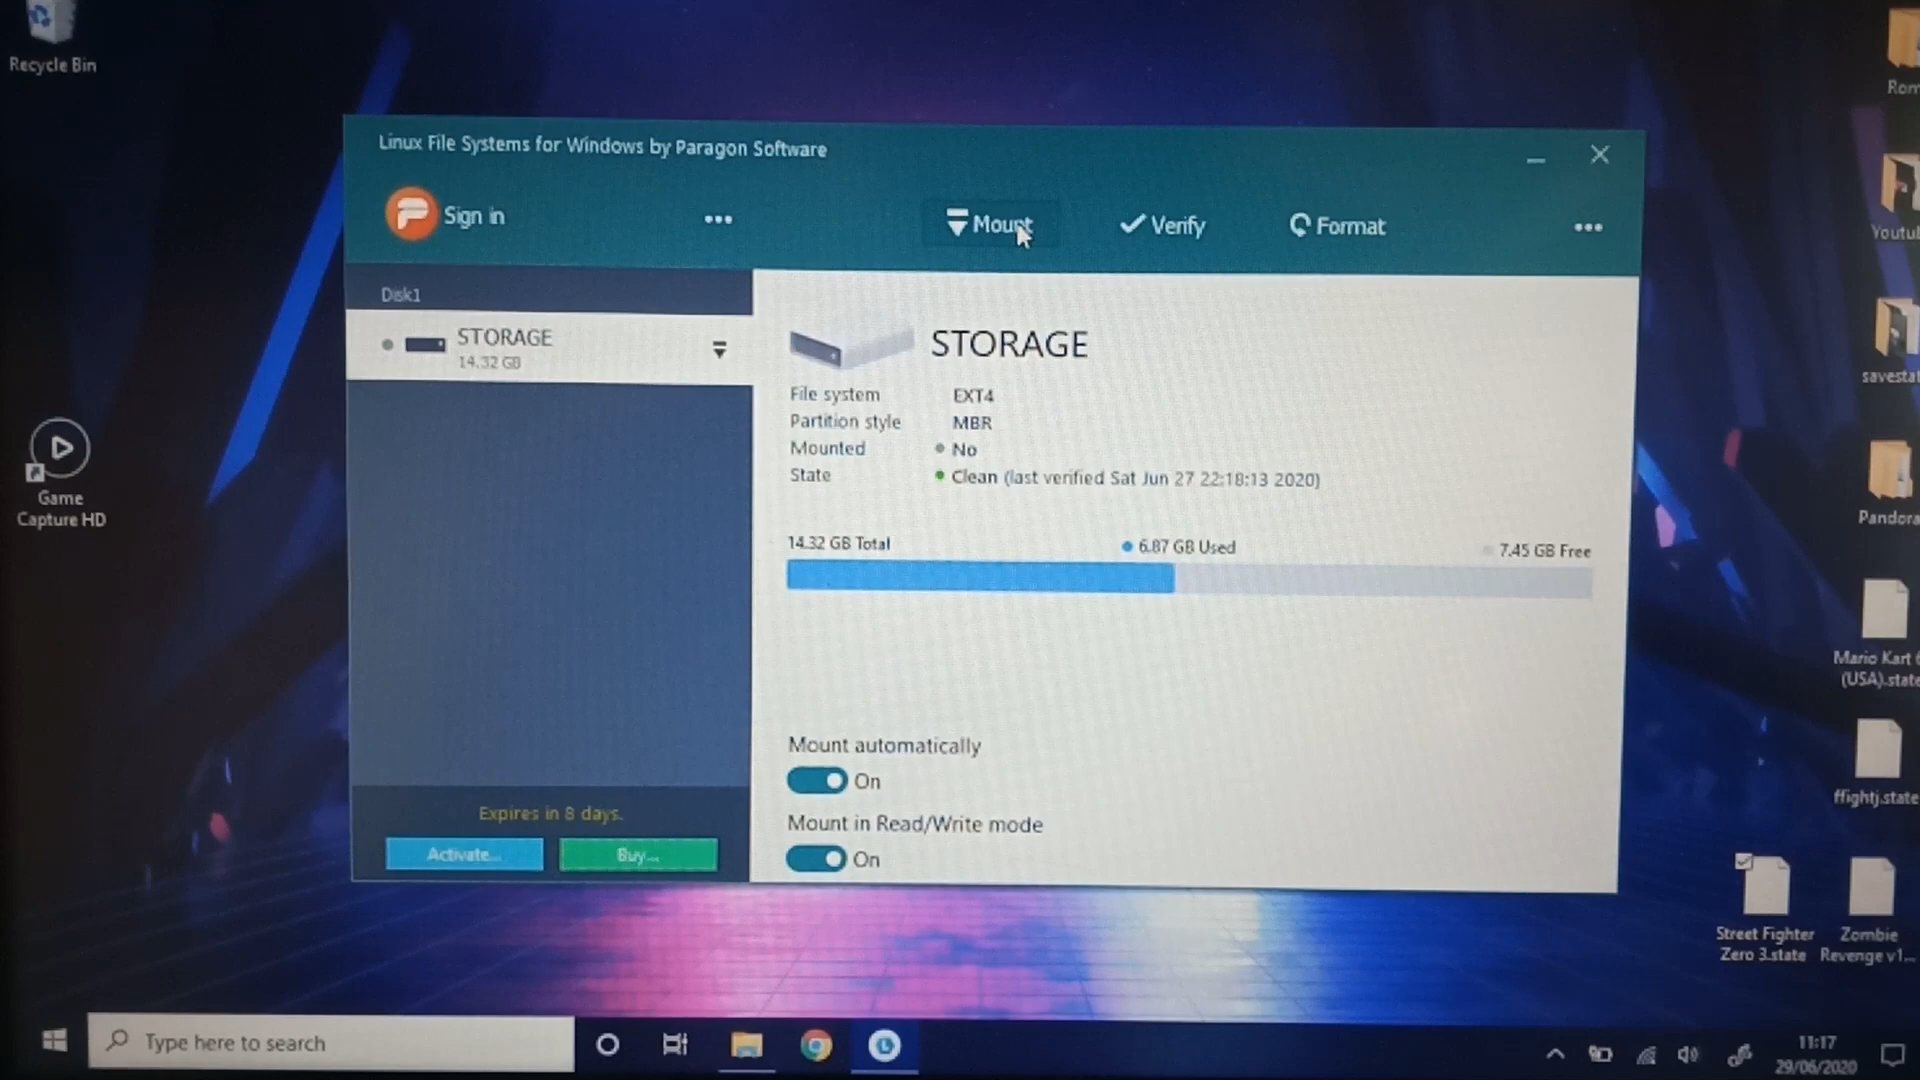 Recycle Bin
Game
Capture HD
Linux File Systems for Windows by Paragon Software
Sign in
Mount
Verify
Format
Disk1
STORAGE
14.32 GB
STORAGE
File system EXT4
Partition style MBR
Mounted No
State Clean (last verified Sat Jun 27 22:18:13 2020)
14.32 GB Total 6.87 GB Used 7.45 GB Free
Mount automatically
On
Mount in Read/Write mode
On
Expires in 8 days.
Activate...
Buy...
Rom
Youtub
savestat
Pandora
Mario Kart 6
(USA).state
ffightj.state
Street Fighter
Zero 3.state
Zombie
Revenge v1...
Type here to search
11:17
29/06/2020